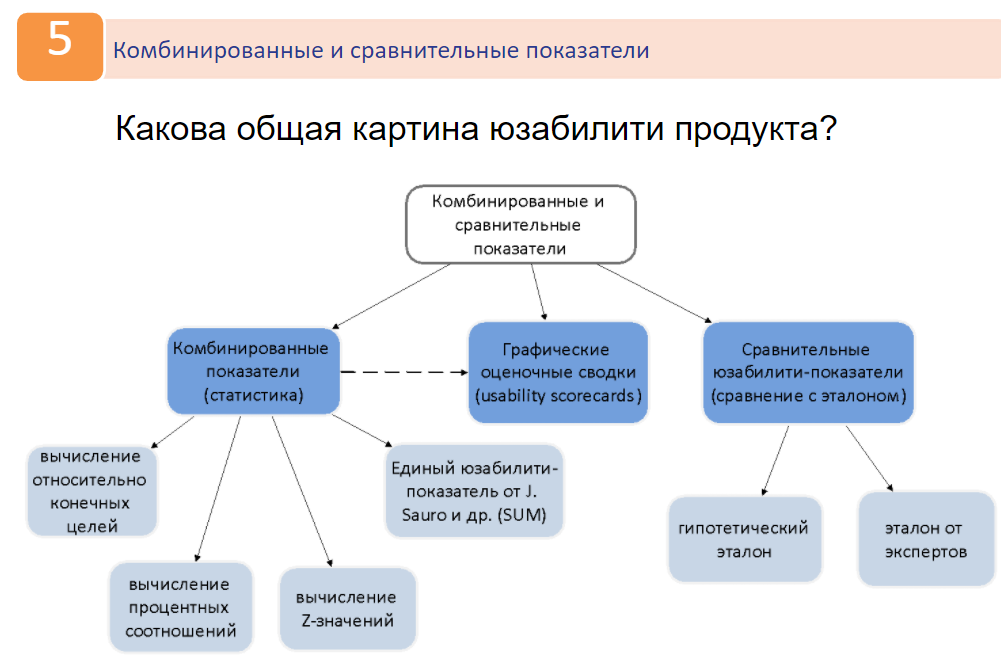 5
Комбинированные и сравнительные показатели
Какова общая картина юзабилити продукта?
Комбинированные и
сравнительные
показатели
Комбинированные
показатели
(статистика)
Графические
оценочные сводки
(usability scorecards)
Сравнительные
юзабилити-показатели
(сравнение с эталоном)
вычисление
относительно
конечных
целей
вычисление
процентных
соотношений
вычисление
Z-значений
Единый юзабилити-
показатель от J.
Sauro и др. (SUM)
гипотетический
эталон
эталон от
экспертов